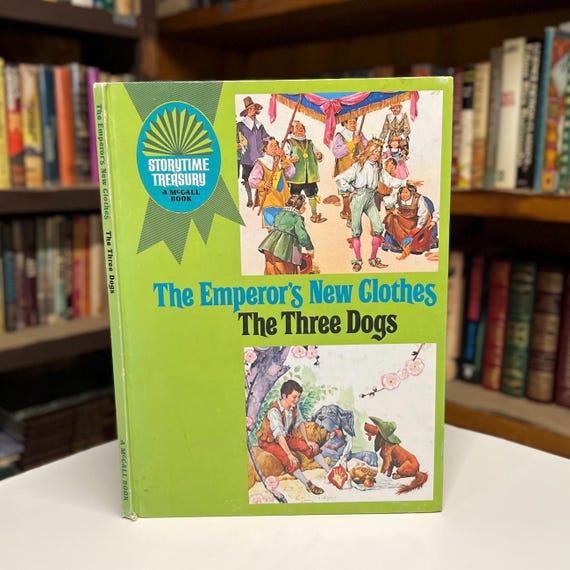 STORYTIME
TREASURY
A McCALL
BOOK
The Emperor's New Clothes
The Three Dogs
The Emperor's New Clothes The Three Dogs A McCALL BOOK